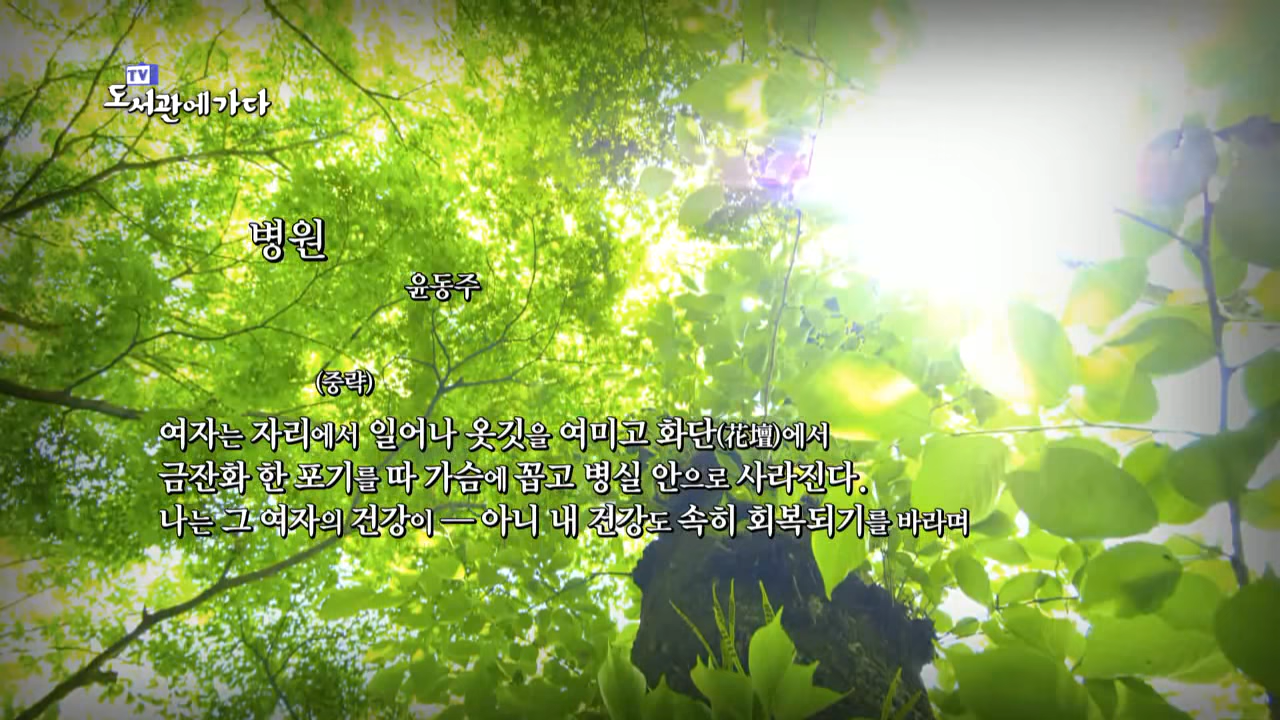 TV
도서관에가다
병원
윤동주
(중략)
여자는 자리에서 일어나 옷깃을 여미고 화단(花壇)에서
금잔화 한 포기를 따 가슴에 꼽고 병실 안으로 사라진다.
나는 그 여자의 건강이 ─ 아니 내 건강도 속히 회복되기를 바라며